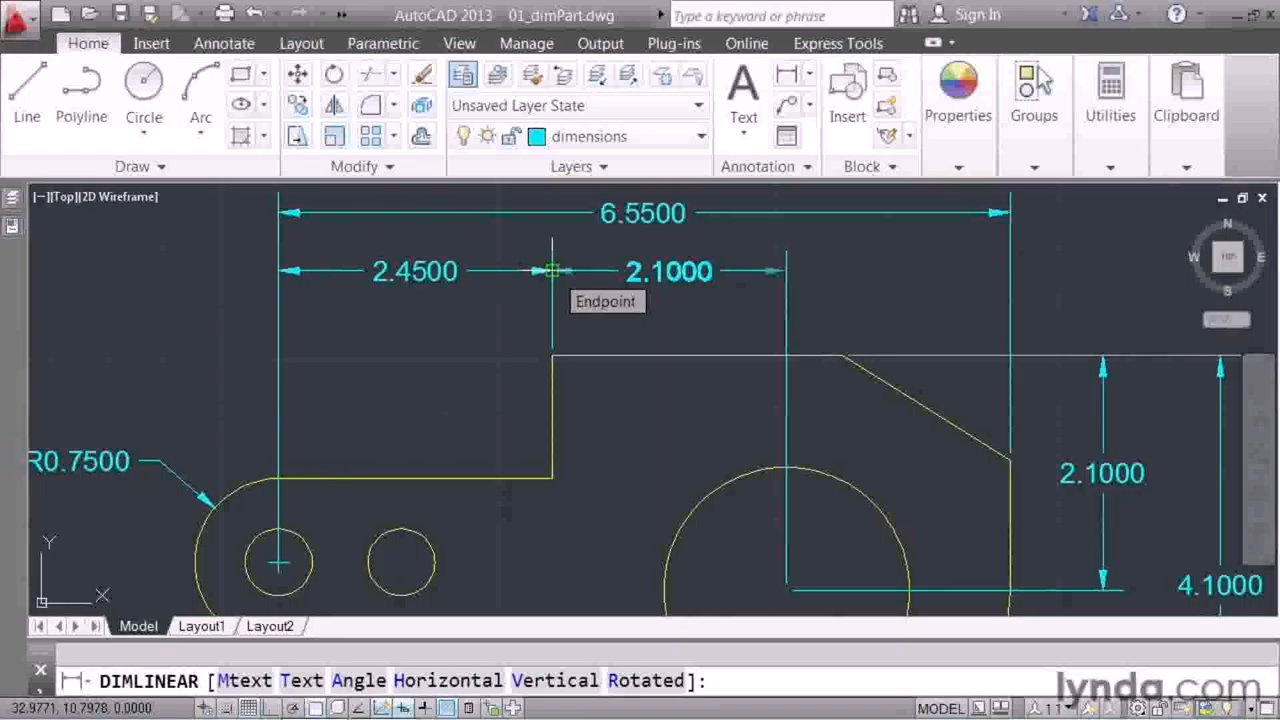 AutoCAD 2013 01_dimPart.dwg Type a keyword or phrase Sign In
Home Insert Annotate Layout Parametric View Manage Output Plug-ins Online Express Tools
Unsaved Layer State
Line Polyline Circle Arc Text Insert Properties Groups Utilities Clipboard
dimensions
Draw Modify Layers Annotation Block
[−][Top][2D Wireframe]
N
6.5500
W TOP E
2.4500 2.1000
S
Endpoint
R0.7500 2.1000
Y
4.1000
X
Model Layout1 Layout2
DIMLINEAR [Mtext Text Angle Horizontal Vertical Rotated]:
lynda.com
32.9771, 10.7978, 0.0000 MODEL